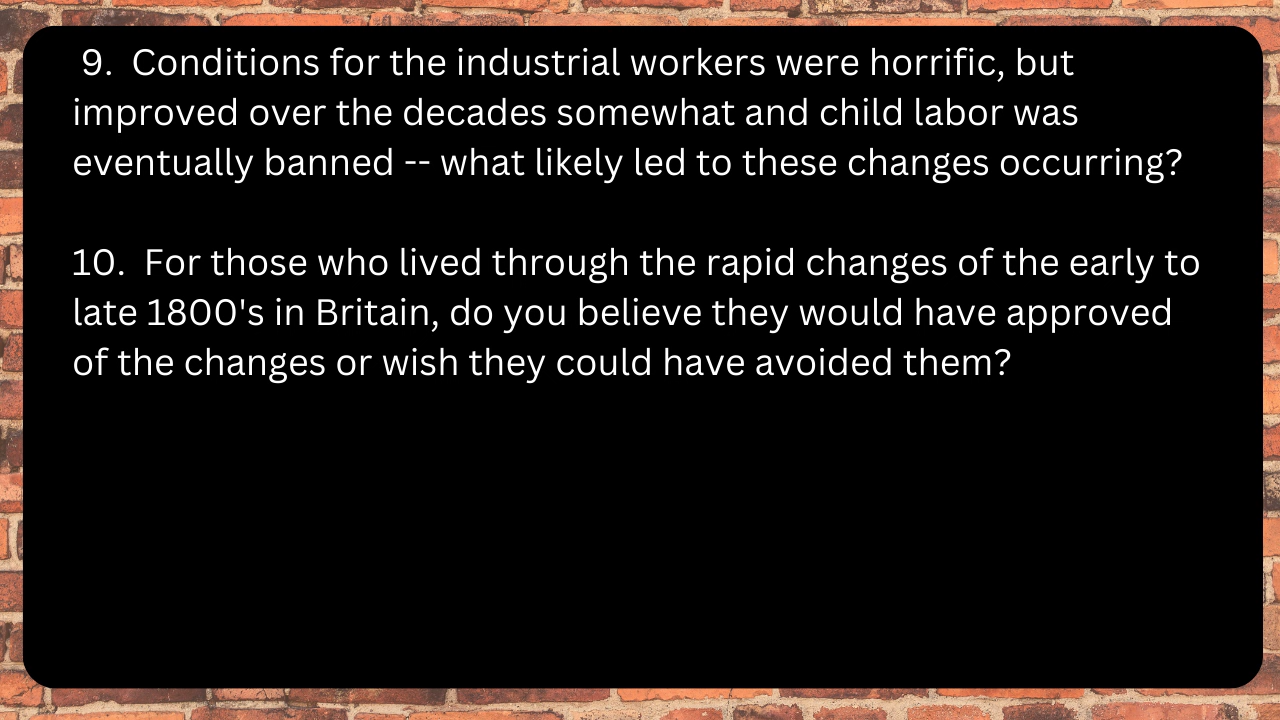 9.  Conditions for the industrial workers were horrific, but
improved over the decades somewhat and child labor was
eventually banned -- what likely led to these changes occurring?
10.  For those who lived through the rapid changes of the early to
late 1800's in Britain, do you believe they would have approved
of the changes or wish they could have avoided them?